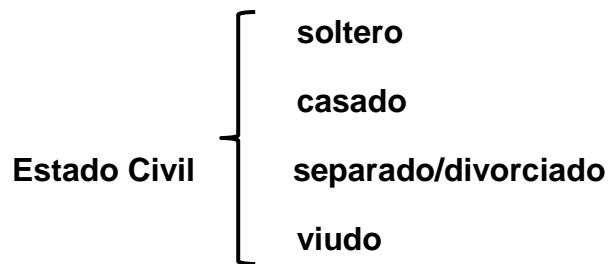 Estado Civil
soltero
casado
separado/divorciado
viudo